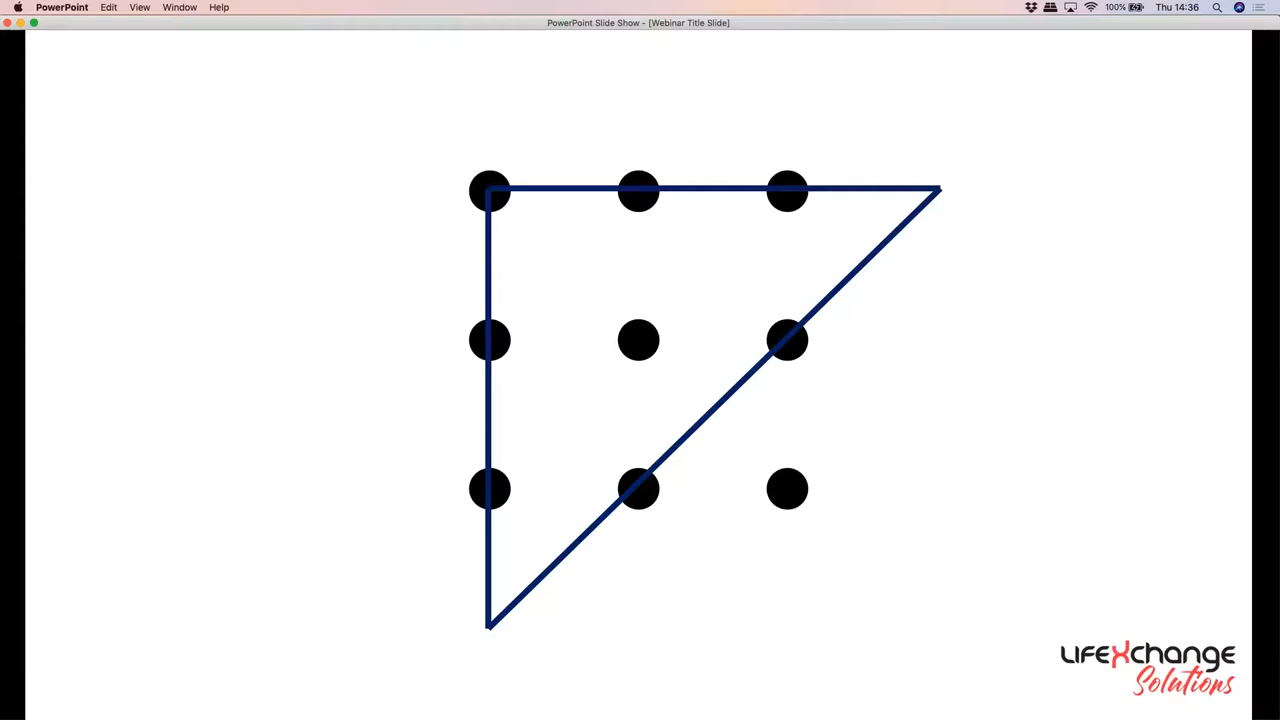 PowerPoint Edit View Window Help 100% Thu 14:36
PowerPoint Slide Show - [Webinar Title Slide]
LIFEXchange
Solutions